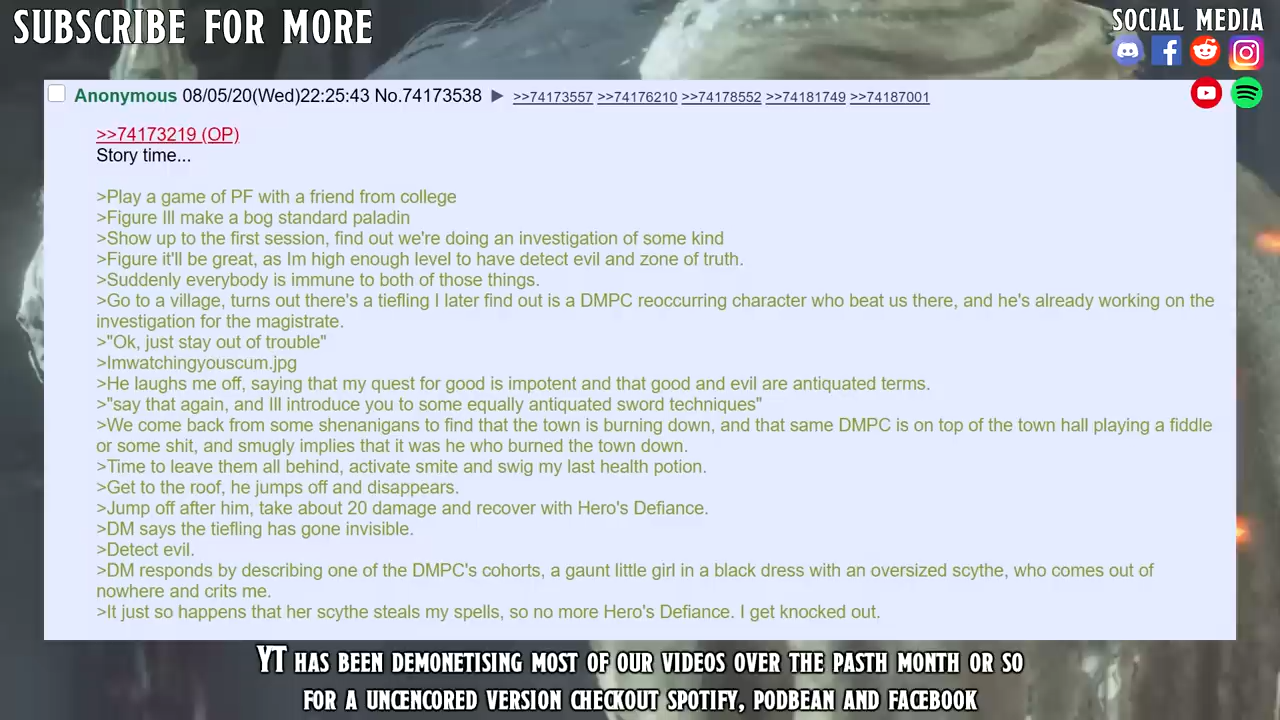 SUBSCRIBE FOR MORE
SOCIAL MEDIA
Anonymous 08/05/20(Wed)22:25:43 No.74173538 ▶ >>74173557 >>74176210 >>74178552 >>74181749 >>74187001
>>74173219 (OP)
Story time...
>Play a game of PF with a friend from college
>Figure Ill make a bog standard paladin
>Show up to the first session, find out we're doing an investigation of some kind
>Figure it'll be great, as Im high enough level to have detect evil and zone of truth.
>Suddenly everybody is immune to both of those things.
>Go to a village, turns out there's a tiefling I later find out is a DMPC reoccurring character who beat us there, and he's already working on the
investigation for the magistrate.
>"Ok, just stay out of trouble"
>Imwatchingyouscum.jpg
>He laughs me off, saying that my quest for good is impotent and that good and evil are antiquated terms.
>"say that again, and Ill introduce you to some equally antiquated sword techniques"
>We come back from some shenanigans to find that the town is burning down, and that same DMPC is on top of the town hall playing a fiddle
or some shit, and smugly implies that it was he who burned the town down.
>Time to leave them all behind, activate smite and swig my last health potion.
>Get to the roof, he jumps off and disappears.
>Jump off after him, take about 20 damage and recover with Hero's Defiance.
>DM says the tiefling has gone invisible.
>Detect evil.
>DM responds by describing one of the DMPC's cohorts, a gaunt little girl in a black dress with an oversized scythe, who comes out of
nowhere and crits me.
>It just so happens that her scythe steals my spells, so no more Hero's Defiance. I get knocked out.
YT HAS BEEN DEMONETISING MOST OF OUR VIDEOS OVER THE PASTH MONTH OR SO
FOR A UNCENCORED VERSION CHECKOUT SPOTIFY, PODBEAN AND FACEBOOK